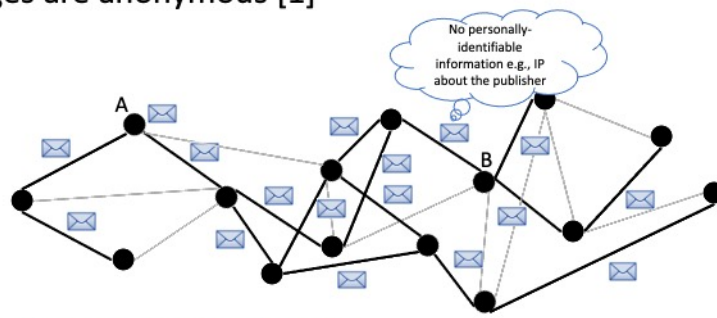 ges are anonymous [1]
No personally-
identifiable
information e.g., IP
about the publisher
A
B